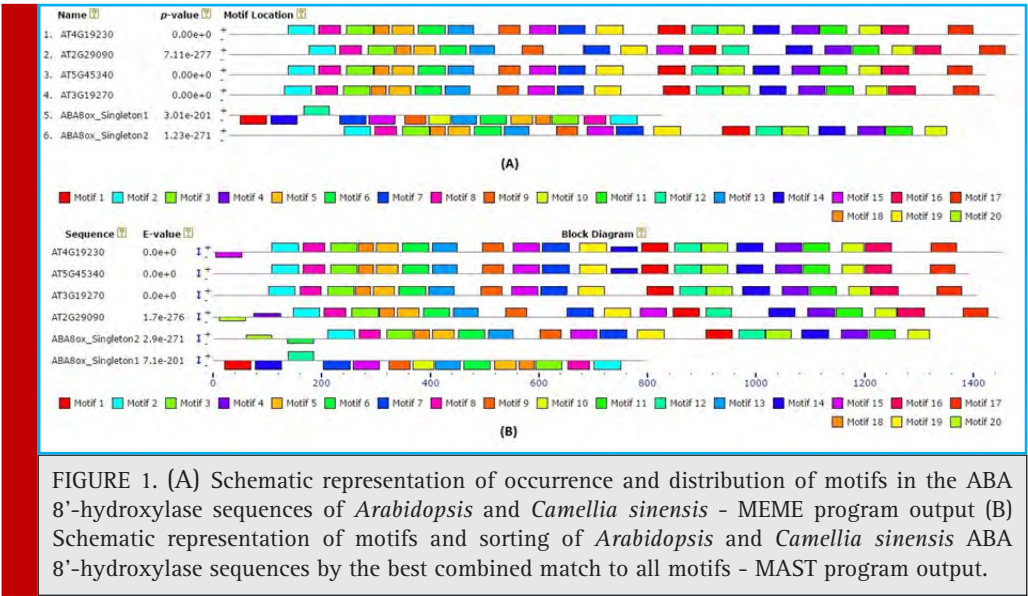 Name [?] p-value [?] Motif Location [?]
1. AT4G19230 0.00e+0 + -
2. AT2G29090 7.11e-277 + -
3. AT5G45340 0.00e+0 + -
4. AT3G19270 0.00e+0 + -
5. ABA8ox_Singleton1 3.01e-201 + -
6. ABA8ox_Singleton2 1.23e-271 + -
(A)
Motif 1 Motif 2 Motif 3 Motif 4 Motif 5 Motif 6 Motif 7 Motif 8 Motif 9 Motif 10 Motif 11 Motif 12 Motif 13 Motif 14 Motif 15 Motif 16 Motif 17
Motif 18 Motif 19 Motif 20
Sequence [?] E-value [?] Block Diagram [?]
AT4G19230 0.0e+0 I + -
AT5G45340 0.0e+0 I + -
AT3G19270 0.0e+0 I + -
AT2G29090 1.7e-276 I + -
ABA8ox_Singleton2 2.9e-271 I + -
ABA8ox_Singleton1 7.1e-201 I + -
0 200 400 600 800 1000 1200 1400
Motif 1 Motif 2 Motif 3 Motif 4 Motif 5 Motif 6 Motif 7 Motif 8 Motif 9 Motif 10 Motif 11 Motif 12 Motif 13 Motif 14 Motif 15 Motif 16 Motif 17
Motif 18 Motif 19 Motif 20
(B)
FIGURE 1. (A) Schematic representation of occurrence and distribution of motifs in the ABA
8’-hydroxylase sequences of Arabidopsis and Camellia sinensis - MEME program output (B)
Schematic representation of motifs and sorting of Arabidopsis and Camellia sinensis ABA
8’-hydroxylase sequences by the best combined match to all motifs - MAST program output.